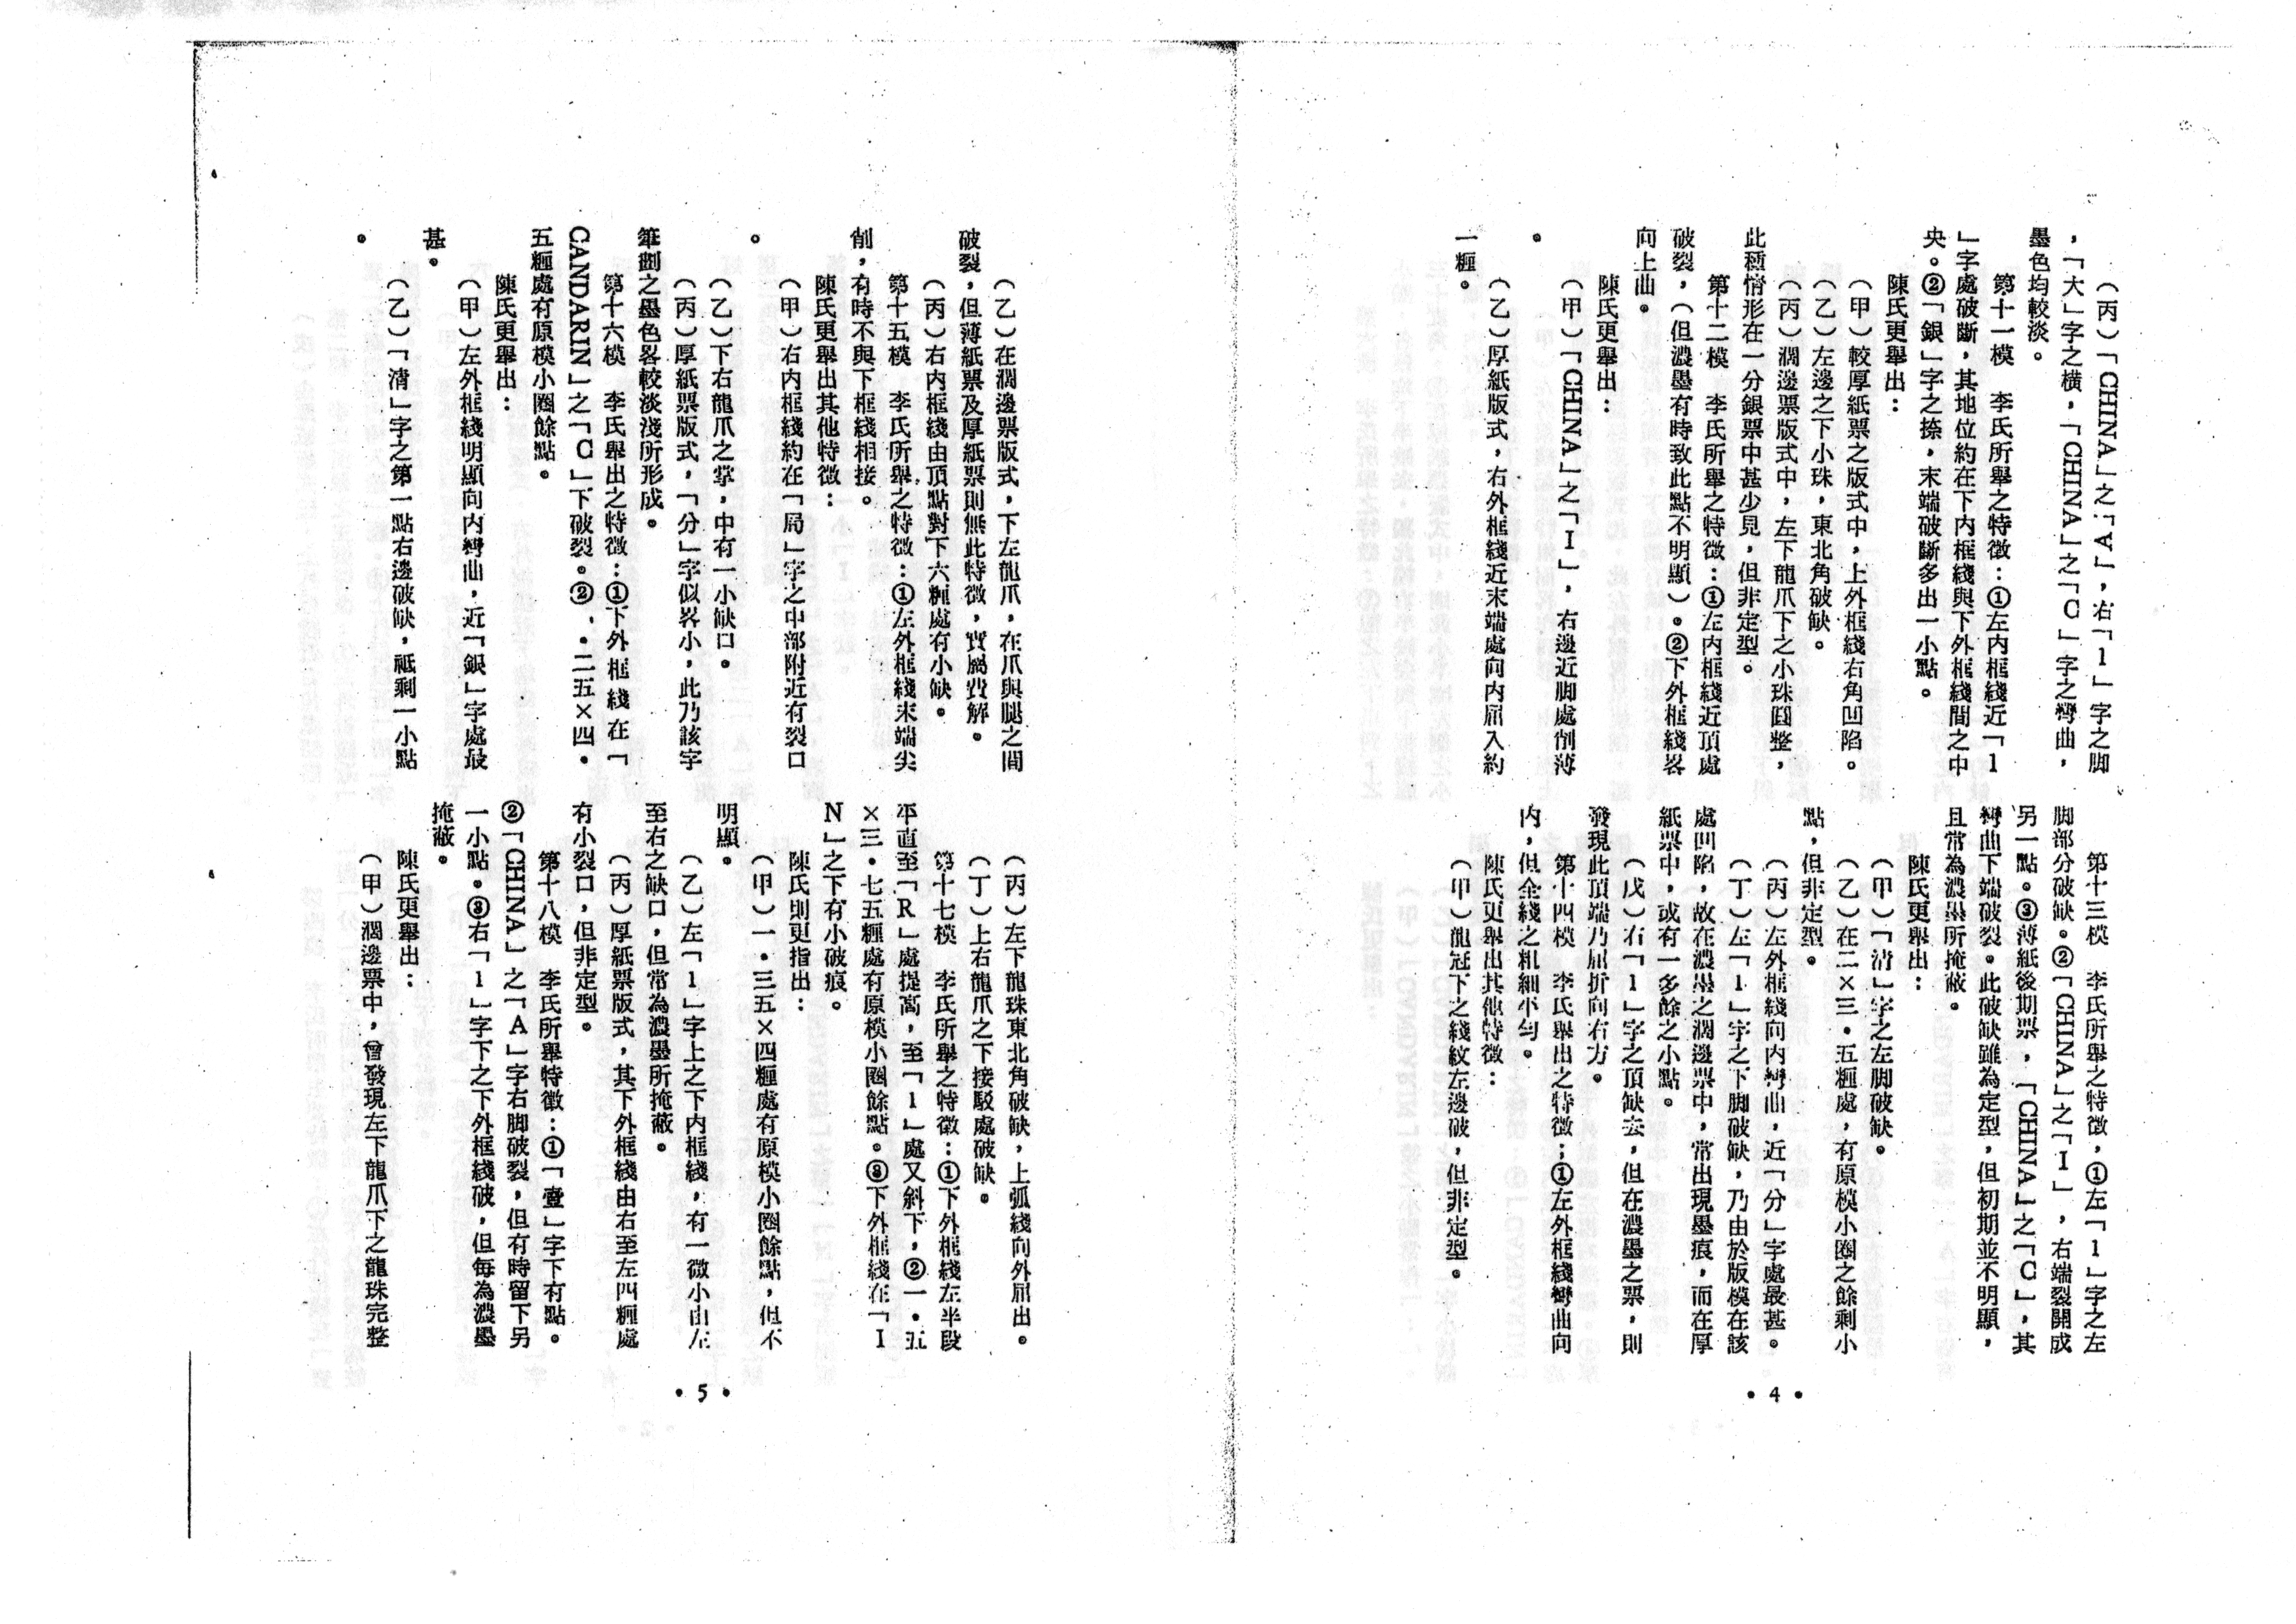 （丙）「CHINA」之「A」，右「1」字之脚
，「大」字之橫，「CHINA」之「C」字之彎曲，
墨色均較淡。
第十一模　李氏所舉之特徵：①左內框綫近「1
」字處破斷，其地位約在下內框綫與下外框綫間之中
央。②「銀」字之捺，末端破斷多出一小點。
陳氏更舉出：
（甲）較厚紙票之版式中，上外框綫右角凹陷。
（乙）左邊之下小珠，東北角破缺。
（丙）濶邊票版式中，左下龍爪下之小珠圓整，
此種情形在一分銀票中甚少見，但非定型。
第十二模　李氏所舉之特徵：①左內框綫近頂處
破裂，（但濃墨有時致此點不明顯）。②下外框綫畧
向上曲。
陳氏更舉出：
（甲）「CHINA」之「I」，右邊近脚處削薄
。
（乙）厚紙版式，右外框綫近末端處向內屈入約
一糎。
第十三模　李氏所舉之特徵，①左「1」字之左
脚部分破缺。②「CHINA」之「I」，右端裂開成
另一點。③薄紙後期票，「CHINA」之「C」，其
彎曲下端破裂。此破缺雖為定型，但初期並不明顯，
且常為濃墨所掩蔽。
陳氏更舉出：
（甲）「清」字之左脚破缺。
（乙）在二×三・五糎處，有原模小圈之餘剩小
點，但非定型。
（丙）左外框綫向內彎曲，近「分」字處最甚。
（丁）左「1」字之下脚破缺，乃由於版模在該
處凹陷，故在濃墨之濶邊票中，常出現墨痕，而在厚
紙票中，或有一多餘之小點。
（戊）右「1」字之頂缺去，但在濃墨之票，則
發現此頂端乃屈折向右方。
第十四模　李氏舉出之特徵；①左外框綫彎曲向
內，但全綫之粗細不勻。
陳氏更舉出其他特徵：
（甲）龍冠下之綫紋左邊破，但非定型。
・4・
（乙）在濶邊票版式，下左龍爪，在爪與腿之間
破裂，但薄紙票及厚紙票則無此特徵，實屬費解。
（丙）右內框綫由頂點對下六糎處有小缺。
第十五模　李氏所舉之特徵：①左外框綫末端尖
削，有時不與下框綫相接。
陳氏更舉出其他特徵：
（甲）右內框綫約在「局」字之中部附近有裂口
。
（乙）下右龍爪之掌，中有一小缺口。
（丙）厚紙票版式，「分」字似畧小，此乃該字
筆劃之墨色畧較淡淺所形成。
第十六模　李氏舉出之特徵：①下外框綫在「
CANDARIN」之「C」下破裂。②．・二五×四・
五糎處有原模小圈餘點。
陳氏更舉出：
（甲）左外框綫明顯向內彎曲，近「銀」字處最
甚。
（乙）「清」字之第一點右邊破缺，祗剩一小點
。
（丙）左下龍珠東北角破缺，上弧綫向外屈出。
（丁）上右龍爪之下接駁處破缺。
第十七模　李氏所舉之特徵：①下外框綫左半段
平直至「R」處提高，至「1」處又斜下，②一・五
×三・七五糎處有原模小圈餘點。③下外框綫在「I
N」之下有小破痕。
陳氏則更指出：
（甲）一・三五×四糎處有原模小圈餘點，但不
明顯。
（乙）左「1」字上之下內框綫，有一微小由左
至右之缺口，但常為濃墨所掩蔽。
（丙）厚紙票版式，其下外框綫由右至左四糎處
有小裂口，但非定型。
第十八模　李氏所舉特徵：①「壹」字下有點。
②「CHINA」之「A」字右脚破裂，但有時留下另
一小點。③右「1」字下之下外框綫破，但每為濃墨
掩蔽。
陳氏更舉出：
（甲）濶邊票中，曾發現左下龍爪下之龍珠完整
・5・